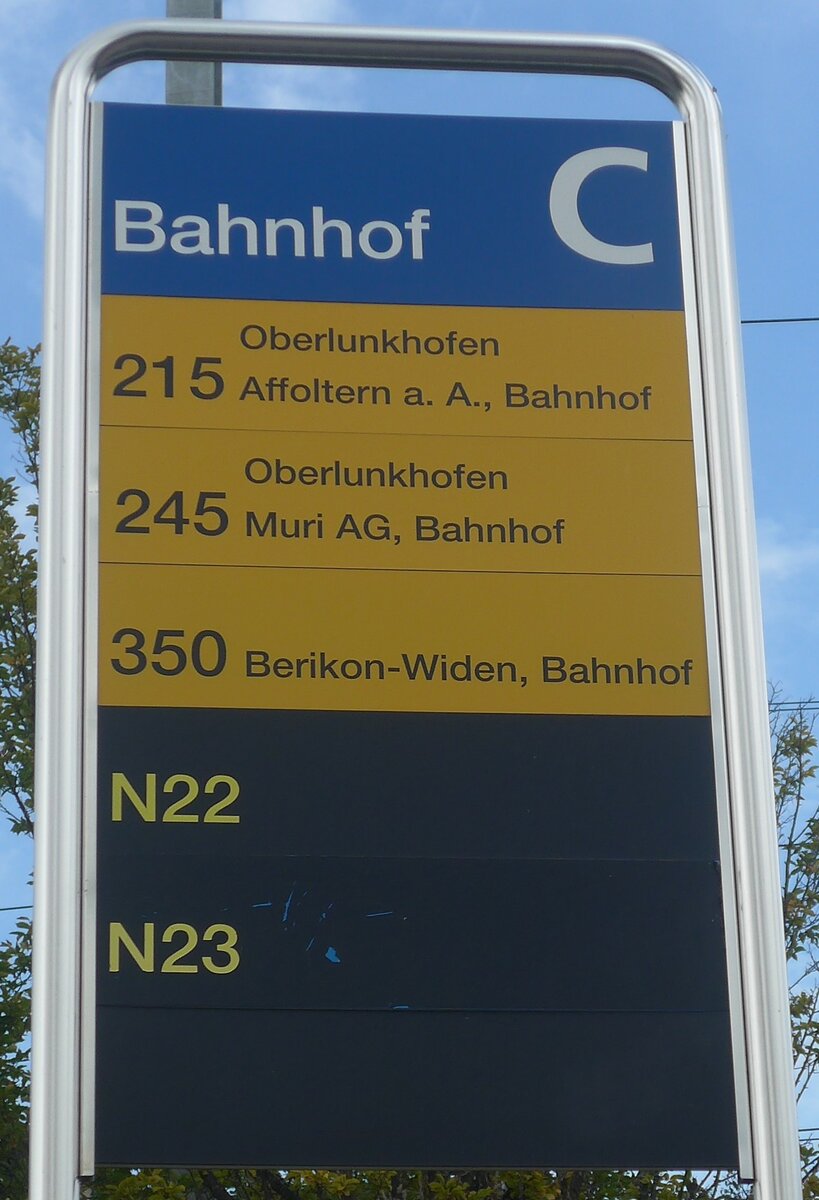 Bahnhof C
Oberlunkhofen
215 Affoltern a. A., Bahnhof
Oberlunkhofen
245 Muri AG, Bahnhof
350 Berikon-Widen, Bahnhof
N22
N23